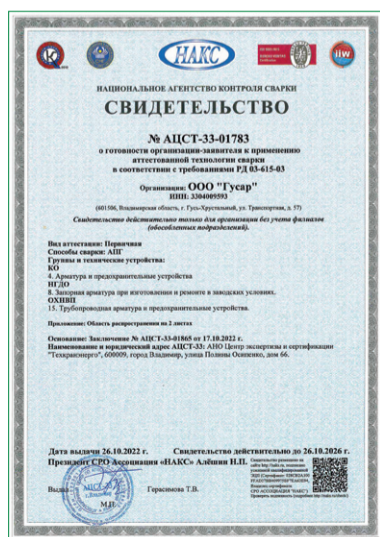 НАКС
iiw
НАЦИОНАЛЬНОЕ АГЕНТСТВО КОНТРОЛЯ СВАРКИ
СВИДЕТЕЛЬСТВО
№ АЦСТ-33-01783
о готовности организации-заявителя к применению
аттестованной технологии сварки
в соответствии с требованиями РД 03-615-03
Организация: ООО "Гусар"
ИНН: 3304009593
(601506, Владимирская область, г. Гусь-Хрустальный, ул. Транспортная, д. 57)
Свидетельство действительно только для организации без учета филиалов
(обособленных подразделений).
Вид аттестации: Первичная
Способы сварки: АПГ
Группы и технические устройства:
КО
4. Арматура и предохранительные устройства
НГДО
8. Запорная арматура при изготовлении и ремонте в заводских условиях.
ОХНВП
15. Трубопроводная арматура и предохранительные устройства.
Приложение: Область распространения на 2 листах
Основание: Заключение № АЦСТ-33-01865 от 17.10.2022 г.
Наименование и юридический адрес АЦСТ-33: АНО Центр экспертизы и сертификации
"Техкранэнерго", 600009, город Владимир, улица Полины Осипенко, дом 66.
Дата выдачи 26.10.2022 г. Свидетельство действительно до 26.10.2026 г.
Президент СРО Ассоциация «НАКС» Алёшин Н.П.
Выдал Герасимова Т.В.
М.П.
АЦСТ-33